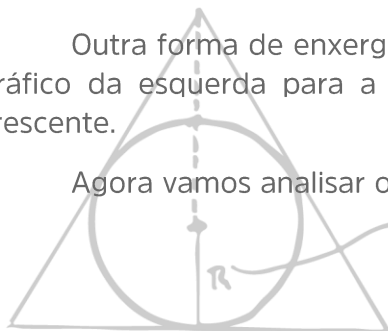 Outra forma de enxerg
ráfico da esquerda para a
rescente.
Agora vamos analisar o
R